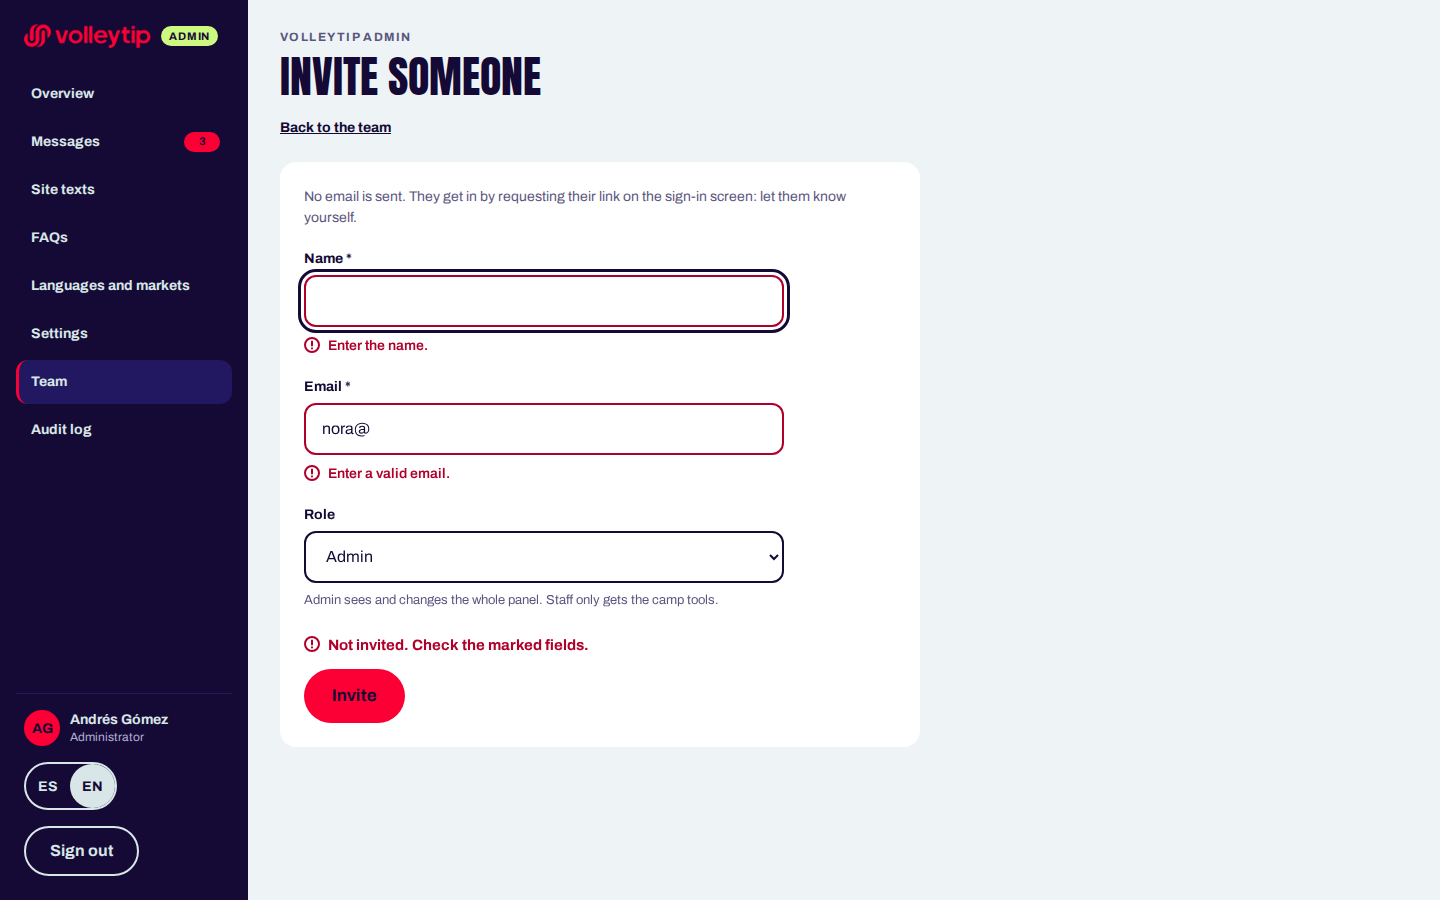 volleytip ADMIN
Overview
Messages 3
Site texts
FAQs
Languages and markets
Settings
Team
Audit log
AG Andrés Gómez
Administrator
ES EN
Sign out
VOLLEYTIP ADMIN
INVITE SOMEONE
Back to the team
No email is sent. They get in by requesting their link on the sign-in screen: let them know
yourself.
Name *
Enter the name.
Email *
nora@
Enter a valid email.
Role
Admin
Admin sees and changes the whole panel. Staff only gets the camp tools.
Not invited. Check the marked fields.
Invite